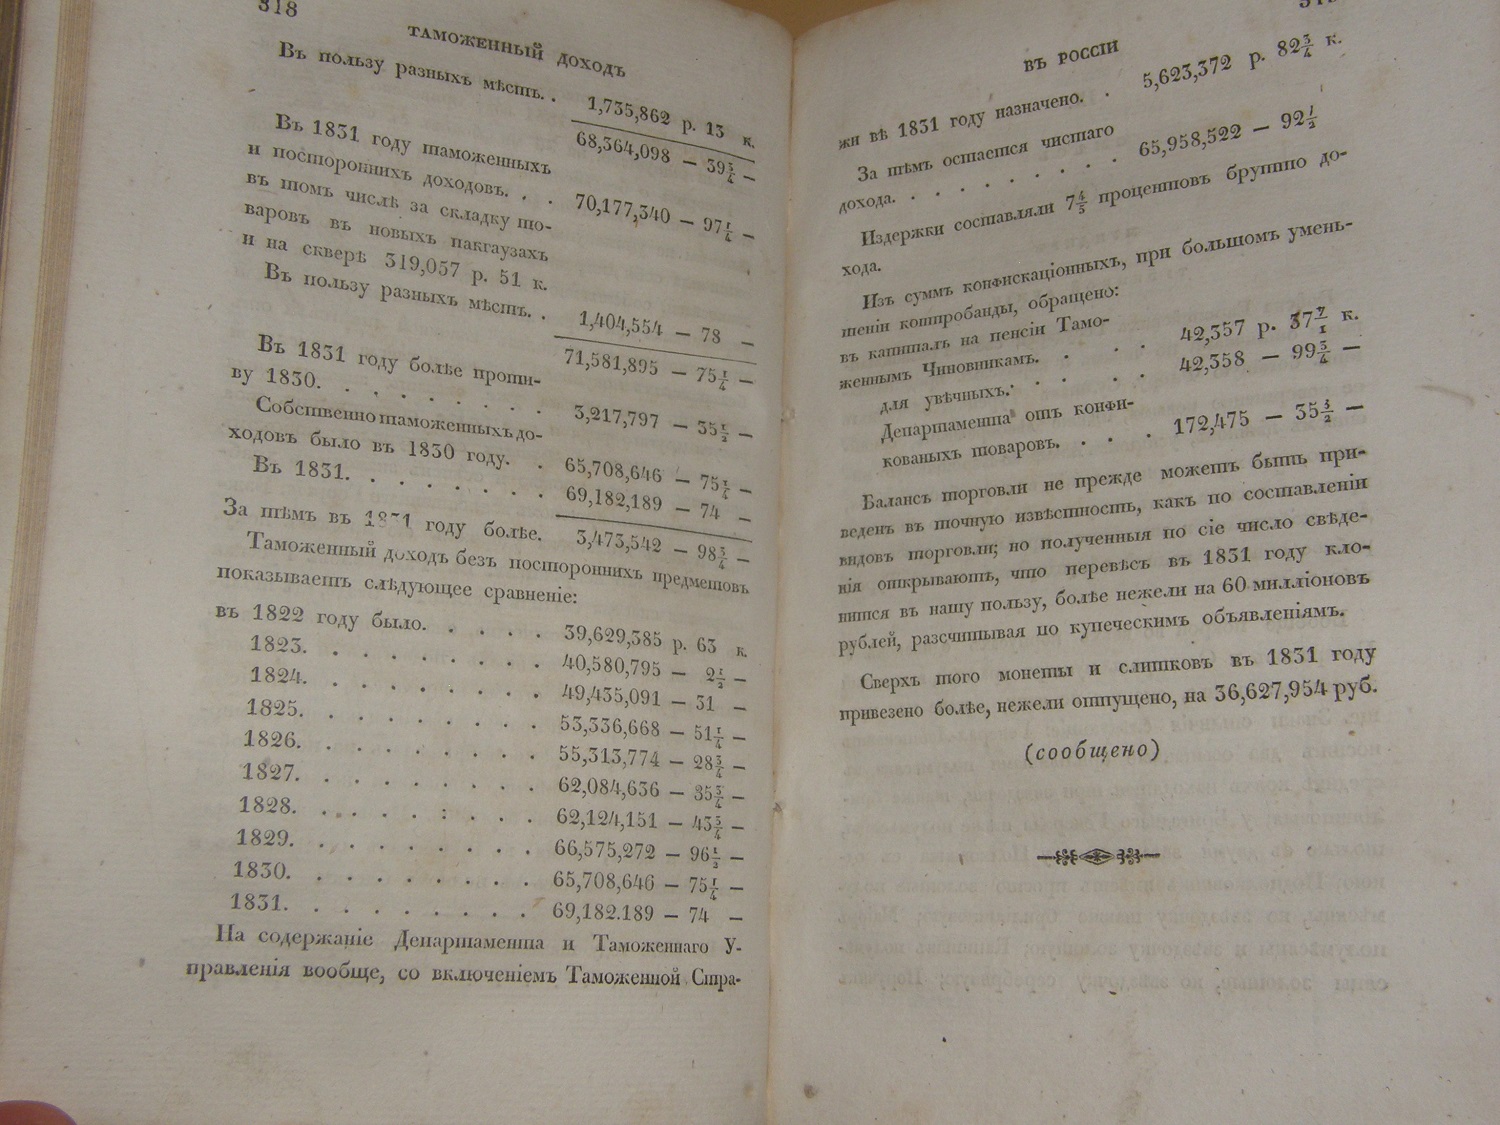 318
ТАМОЖЕННЫЙ ДОХОДЪ
Въ пользу разныхъ мѣстъ. . 1,735,862 р. 13 к.
68,364,098 — 39¾ —
Въ 1831 году таможенныхъ
и постороннихъ доходовъ. . . 70,177,340 — 97¼ —
въ томъ числѣ за складку то-
варовъ въ новыхъ пакгаузахъ
и на скверѣ 319,057 р. 51 к.
Въ пользу разныхъ мѣстъ. . 1,404,554 — 78 —
71,581,895 — 75¼ —
Въ 1831 году болѣе проти-
ву 1830. . . . . . . . 3,217,797 — 35½ —
Собственно таможенныхъ до-
ходовъ было въ 1830 году. . 65,708,646 — 75¼ —
Въ 1831. . . . . . . . 69,182,189 — 74 —
За тѣмъ въ 1831 году болѣе. 3,473,542 — 98¾ —
Таможенный доходъ безъ постороннихъ предметовъ
показываетъ слѣдующее сравненіе:
въ 1822 году было. . . . . 39,629,385 р. 63 к.
1823. . . . . . . . . 40,580,795 — 2½ —
1824. . . . . . . . . 49,435,091 — 31 —
1825. . . . . . . . . 53,336,668 — 51¼ —
1826. . . . . . . . . 55,313,774 — 28¾ —
1827. . . . . . . . . 62,084,636 — 35¾ —
1828. . . . . : . . . 62,124,151 — 43¾ —
1829. . . . . . . . . 66,575,272 — 96½ —
1830. . . . . . . . . 65,708,646 — 75¼ —
1831. . . . . . . . . 69,182.189 — 74 —
На содержаніе Департамента и Таможеннаго У-
правленія вообще, со включеніемъ Таможенной Стра-
ВЪ РОССІИ
жи вѣ 1831 году назначено. . 5,623,372 р. 82¾ к.
За тѣмъ остается чистаго
дохода. . . . . . . . 65,958,522 — 92½
Издержки составляли 7⅘ процентовъ брутто до-
хода.
Изъ суммъ конфискаціонныхъ, при большомъ умень-
шеніи контробанды, обращено:
въ капиталъ на пенсіи Тамо-
женнымъ Чиновникамъ. . . . 42,357 р. 37 к.
для увѣчныхъ. . . . . 42,358 — 99¾ —
Департамента отъ конфи-
кованыхъ товаровъ. . . . 172,475 — 35 —
Балансъ торговли не прежде можетъ быть при-
веденъ въ точную извѣстность, какъ по составленіи
видовъ торговли; но полученныя по сіе число свѣде-
нія открываютъ, что перевѣсъ въ 1831 году кло-
нится въ нашу пользу, болѣе нежели на 60 милліоновъ
рублей, разсчитывая по купеческимъ объявленіямъ.
Сверхъ того монеты и слитковъ въ 1831 году
привезено болѣе, нежели отпущено, на 36,627,954 руб.
(сообщено)